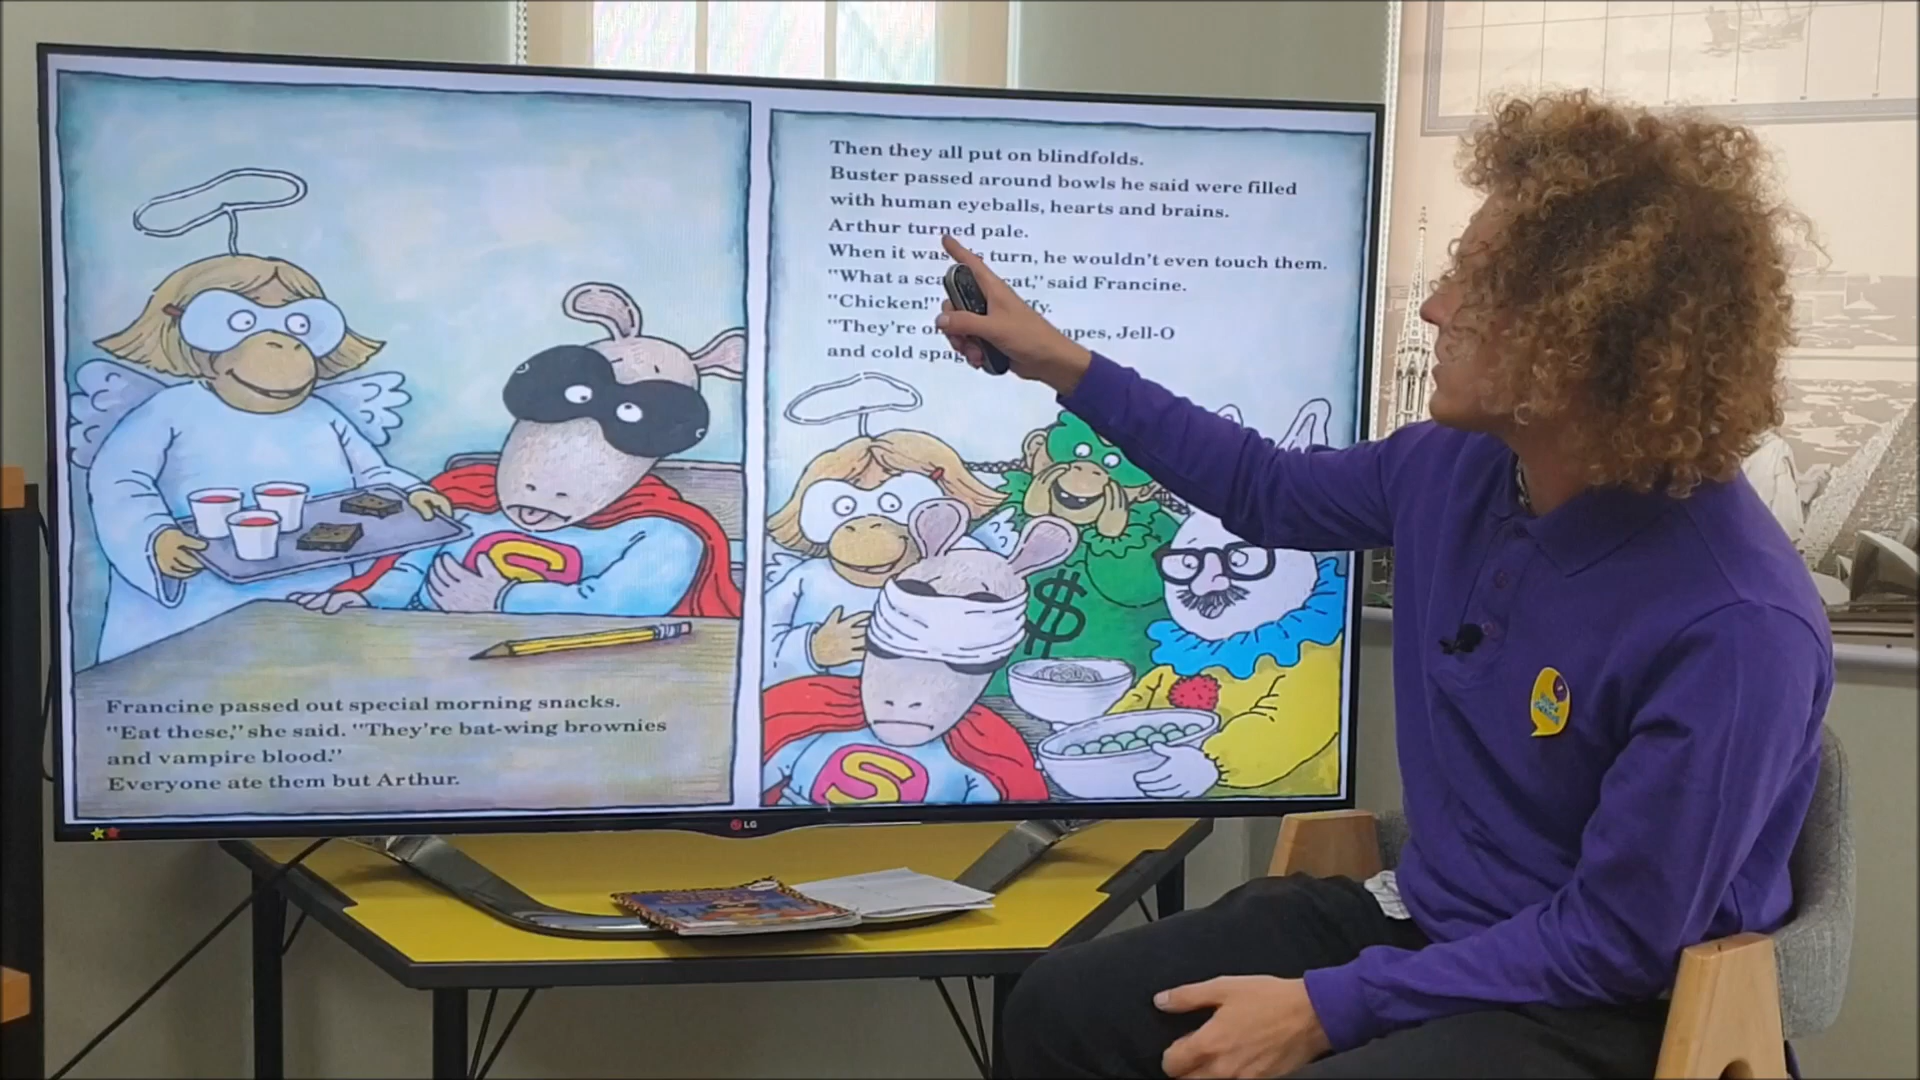 Francine passed out special morning snacks.
"Eat these," she said. "They're bat-wing brownies
and vampire blood."
Everyone ate them but Arthur.
Then they all put on blindfolds.
Buster passed around bowls he said were filled
with human eyeballs, hearts and brains.
Arthur turned pale.
When it was turn, he wouldn't even touch them.
"What a said Francine.
"Chicken!"
"They're Jell-O
and cold
S
$
S
LG